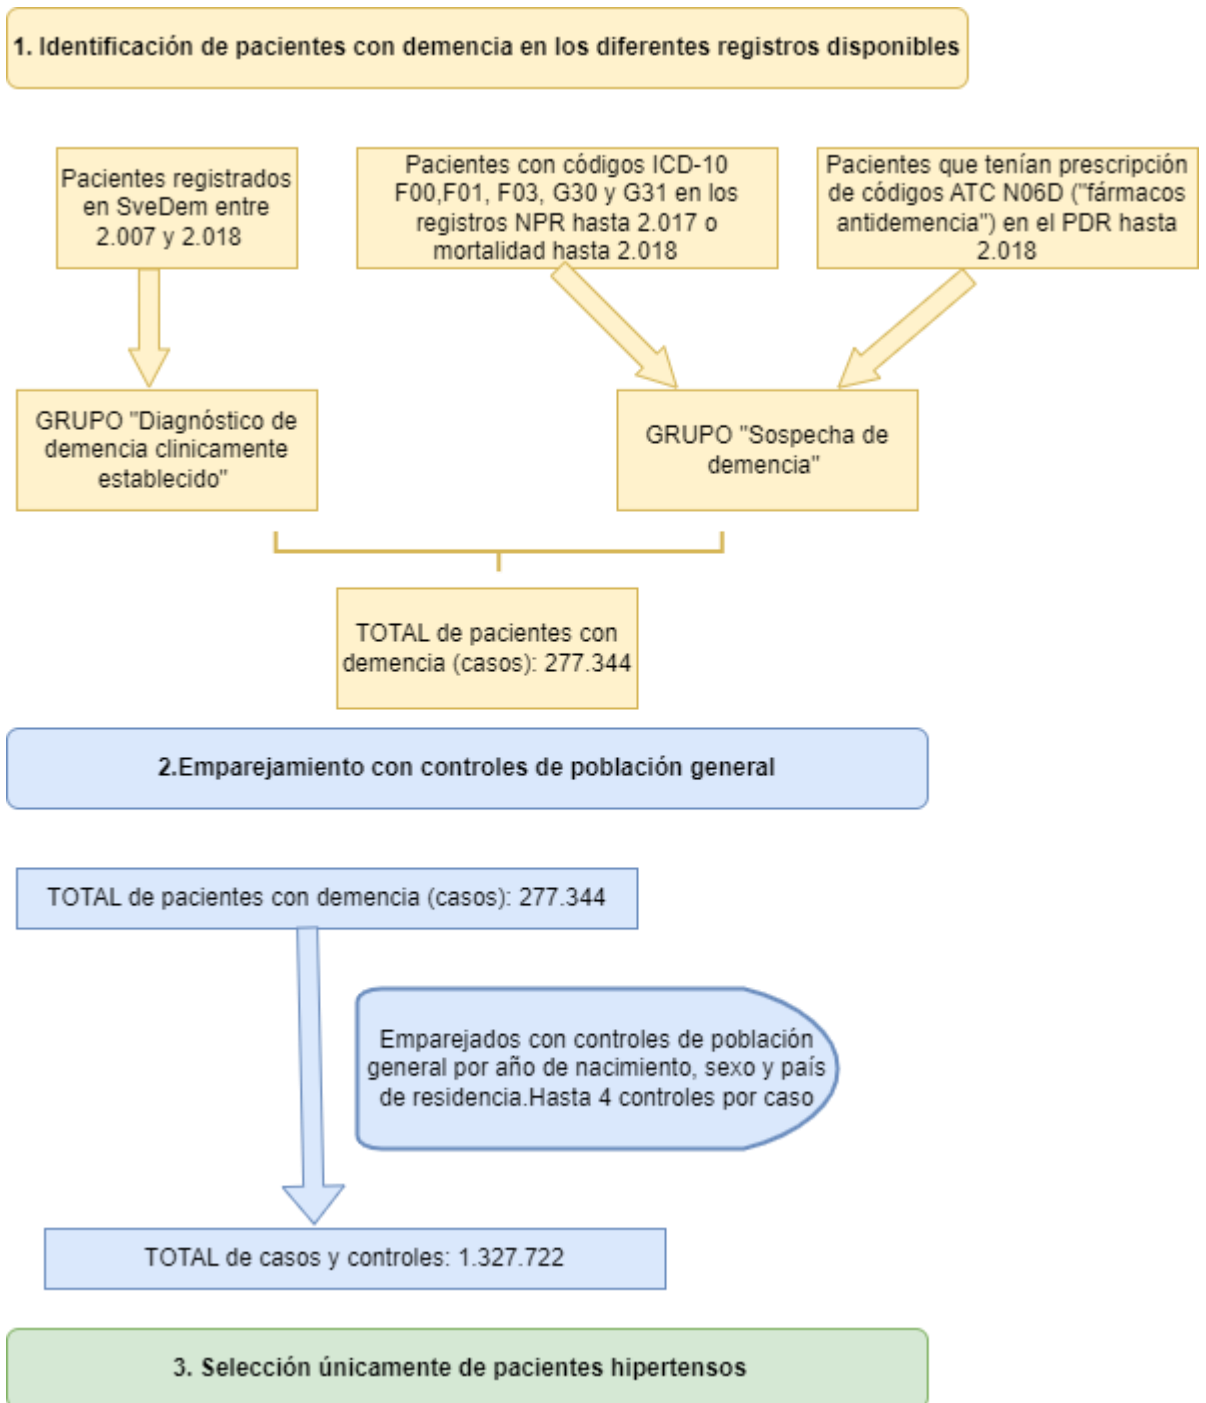 1. Identificación de pacientes con demencia en los diferentes registros disponibles
Pacientes registrados
en SveDem entre
2.007 y 2.018
Pacientes con códigos ICD-10
F00,F01, F03, G30 y G31 en los
registros NPR hasta 2.017 o
mortalidad hasta 2.018
Pacientes que tenían prescripción
de códigos ATC N06D ("fármacos
antidemencia") en el PDR hasta
2.018
GRUPO "Diagnóstico de
demencia clinicamente
establecido"
GRUPO "Sospecha de
demencia"
TOTAL de pacientes con
demencia (casos): 277.344
2.Emparejamiento con controles de población general
TOTAL de pacientes con demencia (casos): 277.344
Emparejados con controles de población
general por año de nacimiento, sexo y país
de residencia.Hasta 4 controles por caso
TOTAL de casos y controles: 1.327.722
3. Selección únicamente de pacientes hipertensos